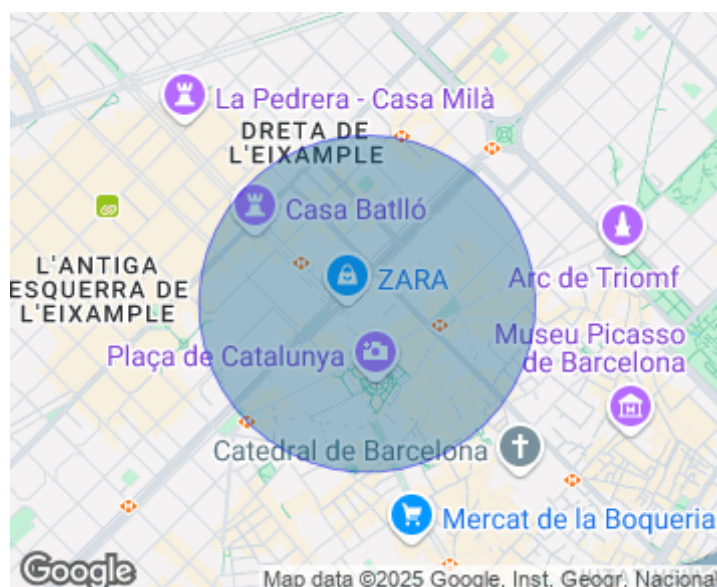 La Pedrera - Casa Milà
DRETA DE
L'EIXAMPLE
Casa Batlló
L'ANTIGA
ESQUERRA DE
L'EIXAMPLE
ZARA
Arc de Triomf
Plaça de Catalunya
Museu Picasso
de Barcelona
Catedral de Barcelona
Mercat de la Boqueria
Google
Map data ©2025 Google, Inst. Geogr. Naciona